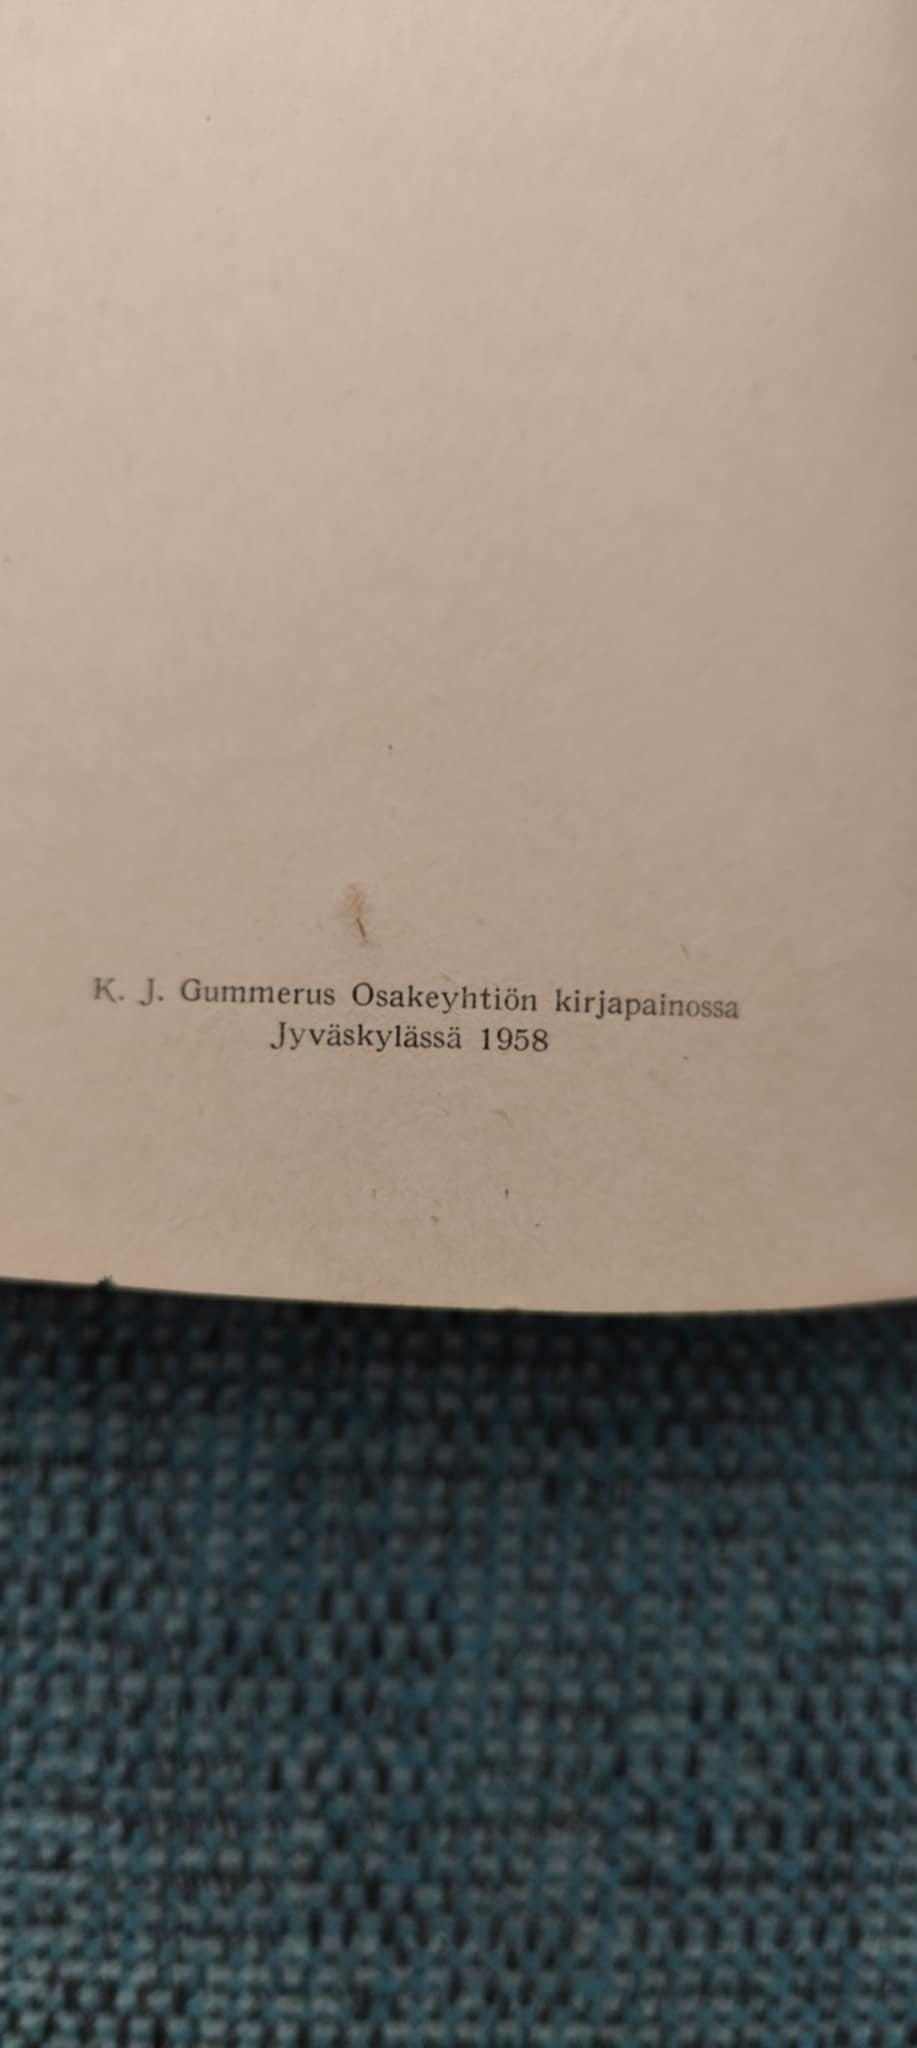 K. J. Gummerus Osakeyhtiön kirjapainossa
Jyväskylässä 1958